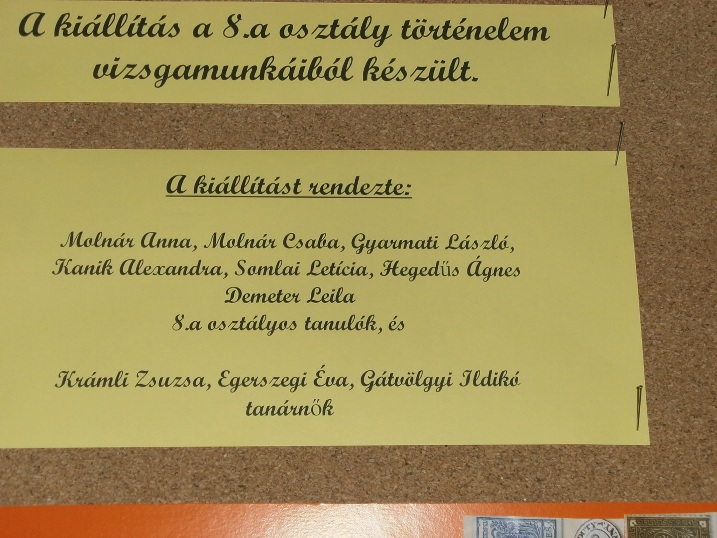 A kiállítás a 8.a osztály történelem
vizsgamunkáiból készült.
A kiállítást rendezte:
Molnár Anna, Molnár Csaba, Gyarmati László,
Kanik Alexandra, Somlai Letícia, Hegedűs Ágnes
Demeter Leila
8.a osztályos tanulók, és
Krámli Zsuzsa, Egerszegi Éva, Gátvölgyi Ildikó
tanárnők